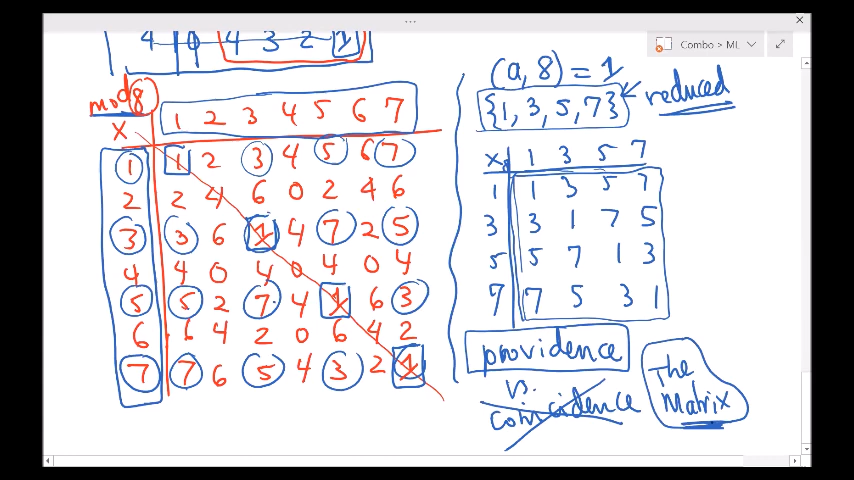 ...
Combo > ML
4 0 4 3 2 1
mod 8
X 1 2 3 4 5 6 7
1 1 2 3 4 5 6 7
2 2 4 6 0 2 4 6
3 3 6 1 4 7 2 5
4 4 0 4 0 4 0 4
5 5 2 7 4 1 6 3
6 6 4 2 0 6 4 2
7 7 6 5 4 3 2 1
(a, 8) = 1
{1, 3, 5, 7} reduced
X8 1 3 5 7
1 1 3 5 7
3 3 1 7 5
5 5 7 1 3
7 7 5 3 1
providence
vs.
coincidence
The
Matrix